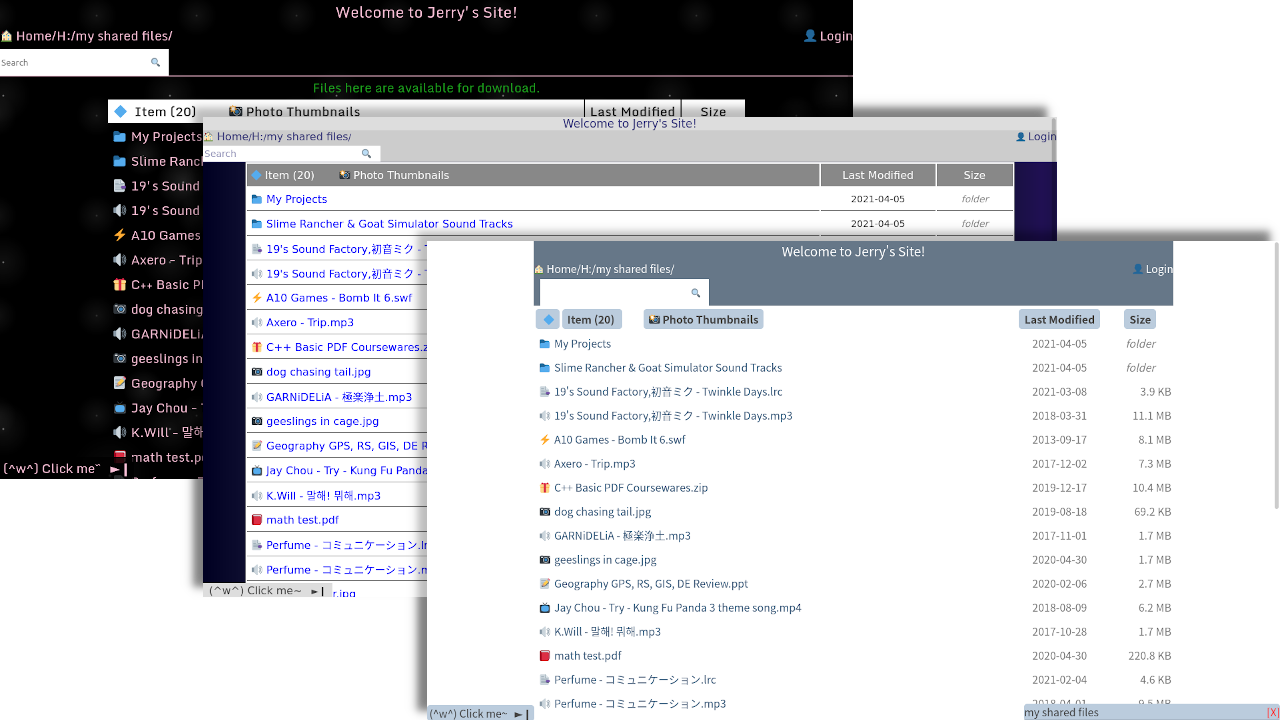 Welcome to Jerry's Site!
Home/H:/my shared files/
Login
Search
Files here are available for download.
Item (20) Photo Thumbnails Last Modified Size
My Projects
Slime
19's Sound
19's Sound
A10 Games
Axero - Trip
C++ Basic
dog chasing
geeslings in
Geography
Jay Chou -
K.Will - 말해
math test
(^w^) Click me~ ►❙
Welcome to Jerry's Site!
Home/H:/my shared files/
Login
Search
Item (20) Photo Thumbnails Last Modified Size
My Projects 2021-04-05 folder
Slime Rancher & Goat Simulator Sound Tracks 2021-04-05 folder
19's Sound Factory,初音ミク -
19's Sound Factory,初音ミク -
A10 Games - Bomb It 6.swf
Axero - Trip.mp3
C++ Basic PDF Coursewares.z
dog chasing tail.jpg
GARNiDELiA - 極楽浄土.mp3
geeslings in cage.jpg
Geography GPS, RS, GIS, DE R
Jay Chou - Try - Kung Fu Panda
K.Will - 말해! 뭐해.mp3
math test.pdf
Perfume - コミュニケーション.lr
Perfume - コミュニケーション.m
r.jpg
(^w^) Click me~ ►❙
Welcome to Jerry's Site!
Home/H:/my shared files/
Login
Item (20) Photo Thumbnails Last Modified Size
My Projects 2021-04-05 folder
Slime Rancher & Goat Simulator Sound Tracks 2021-04-05 folder
19's Sound Factory,初音ミク - Twinkle Days.lrc 2021-03-08 3.9 KB
19's Sound Factory,初音ミク - Twinkle Days.mp3 2018-03-31 11.1 MB
A10 Games - Bomb It 6.swf 2013-09-17 8.1 MB
Axero - Trip.mp3 2017-12-02 7.3 MB
C++ Basic PDF Coursewares.zip 2019-12-17 10.4 MB
dog chasing tail.jpg 2019-08-18 69.2 KB
GARNiDELiA - 極楽浄土.mp3 2017-11-01 1.7 MB
geeslings in cage.jpg 2020-04-30 1.7 MB
Geography GPS, RS, GIS, DE Review.ppt 2020-02-06 2.7 MB
Jay Chou - Try - Kung Fu Panda 3 theme song.mp4 2018-08-09 6.2 MB
K.Will - 말해! 뭐해.mp3 2017-10-28 1.7 MB
math test.pdf 2020-04-30 220.8 KB
Perfume - コミュニケーション.lrc 2021-02-04 4.6 KB
Perfume - コミュニケーション.mp3 2018-04-01 9.5 MB
(^w^) Click me~ ►❙
my shared files [X]